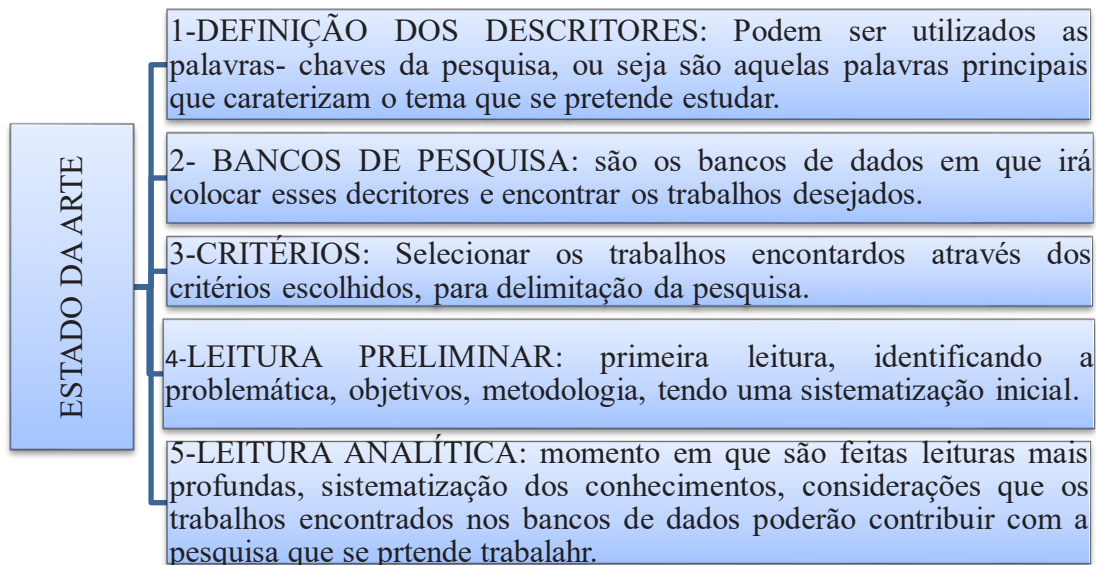 ESTADO DA ARTE
1-DEFINIÇÃO DOS DESCRITORES: Podem ser utilizados as
palavras- chaves da pesquisa, ou seja são aquelas palavras principais
que caraterizam o tema que se pretende estudar.
2- BANCOS DE PESQUISA: são os bancos de dados em que irá
colocar esses decritores e encontrar os trabalhos desejados.
3-CRITÉRIOS: Selecionar os trabalhos encontardos através dos
critérios escolhidos, para delimitação da pesquisa.
4-LEITURA PRELIMINAR: primeira leitura, identificando a
problemática, objetivos, metodologia, tendo uma sistematização inicial.
5-LEITURA ANALÍTICA: momento em que são feitas leituras mais
profundas, sistematização dos conhecimentos, considerações que os
trabalhos encontrados nos bancos de dados poderão contribuir com a
pesquisa que se prtende trabalahr.